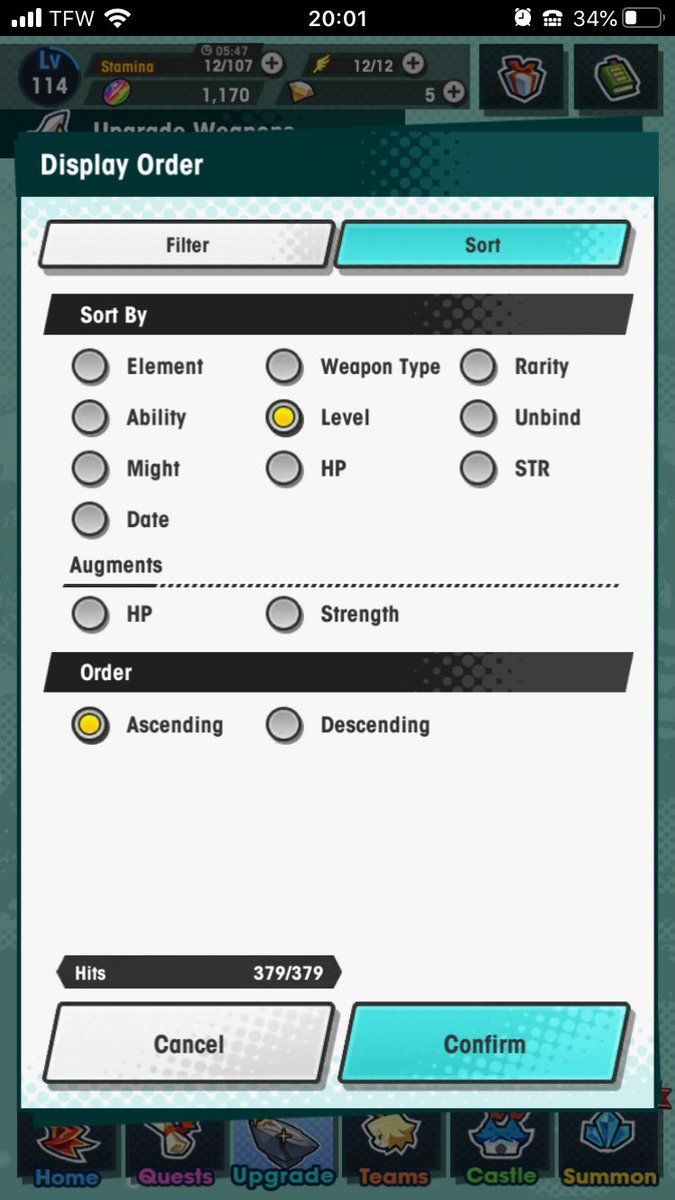 TFW 20:01 34%
Lv 114
05:47
Stamina 12/107 12/12
1,170 5
Upgrade Weapons
Display Order
Filter Sort
Sort By
Element Weapon Type Rarity
Ability Level Unbind
Might HP STR
Date
Augments
HP Strength
Order
Ascending Descending
Hits 379/379
Cancel Confirm
Home Quests Upgrade Teams Castle Summon